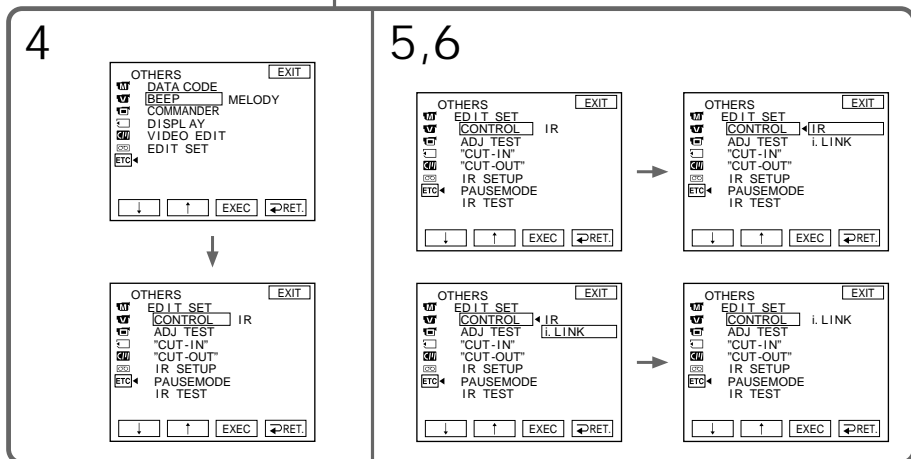 4
OTHERS EXIT
DATA CODE
BEEP MELODY
COMMANDER
DISPLAY
VIDEO EDIT
EDIT SET
ETC
↓ ↑ EXEC RET.
OTHERS EXIT
EDIT SET
CONTROL IR
ADJ TEST
"CUT-IN"
"CUT-OUT"
IR SETUP
ETC PAUSEMODE
IR TEST
↓ ↑ EXEC RET.
5,6
OTHERS EXIT
EDIT SET
CONTROL IR
ADJ TEST
"CUT-IN"
"CUT-OUT"
IR SETUP
ETC PAUSEMODE
IR TEST
↓ ↑ EXEC RET.
OTHERS EXIT
EDIT SET
CONTROL IR
ADJ TEST i. LINK
"CUT-IN"
"CUT-OUT"
IR SETUP
ETC PAUSEMODE
IR TEST
↓ ↑ EXEC RET.
OTHERS EXIT
EDIT SET
CONTROL IR
ADJ TEST i. LINK
"CUT-IN"
"CUT-OUT"
IR SETUP
ETC PAUSEMODE
IR TEST
↓ ↑ EXEC RET.
OTHERS EXIT
EDIT SET
CONTROL i. LINK
ADJ TEST
"CUT-IN"
"CUT-OUT"
IR SETUP
ETC PAUSEMODE
IR TEST
↓ ↑ EXEC RET.